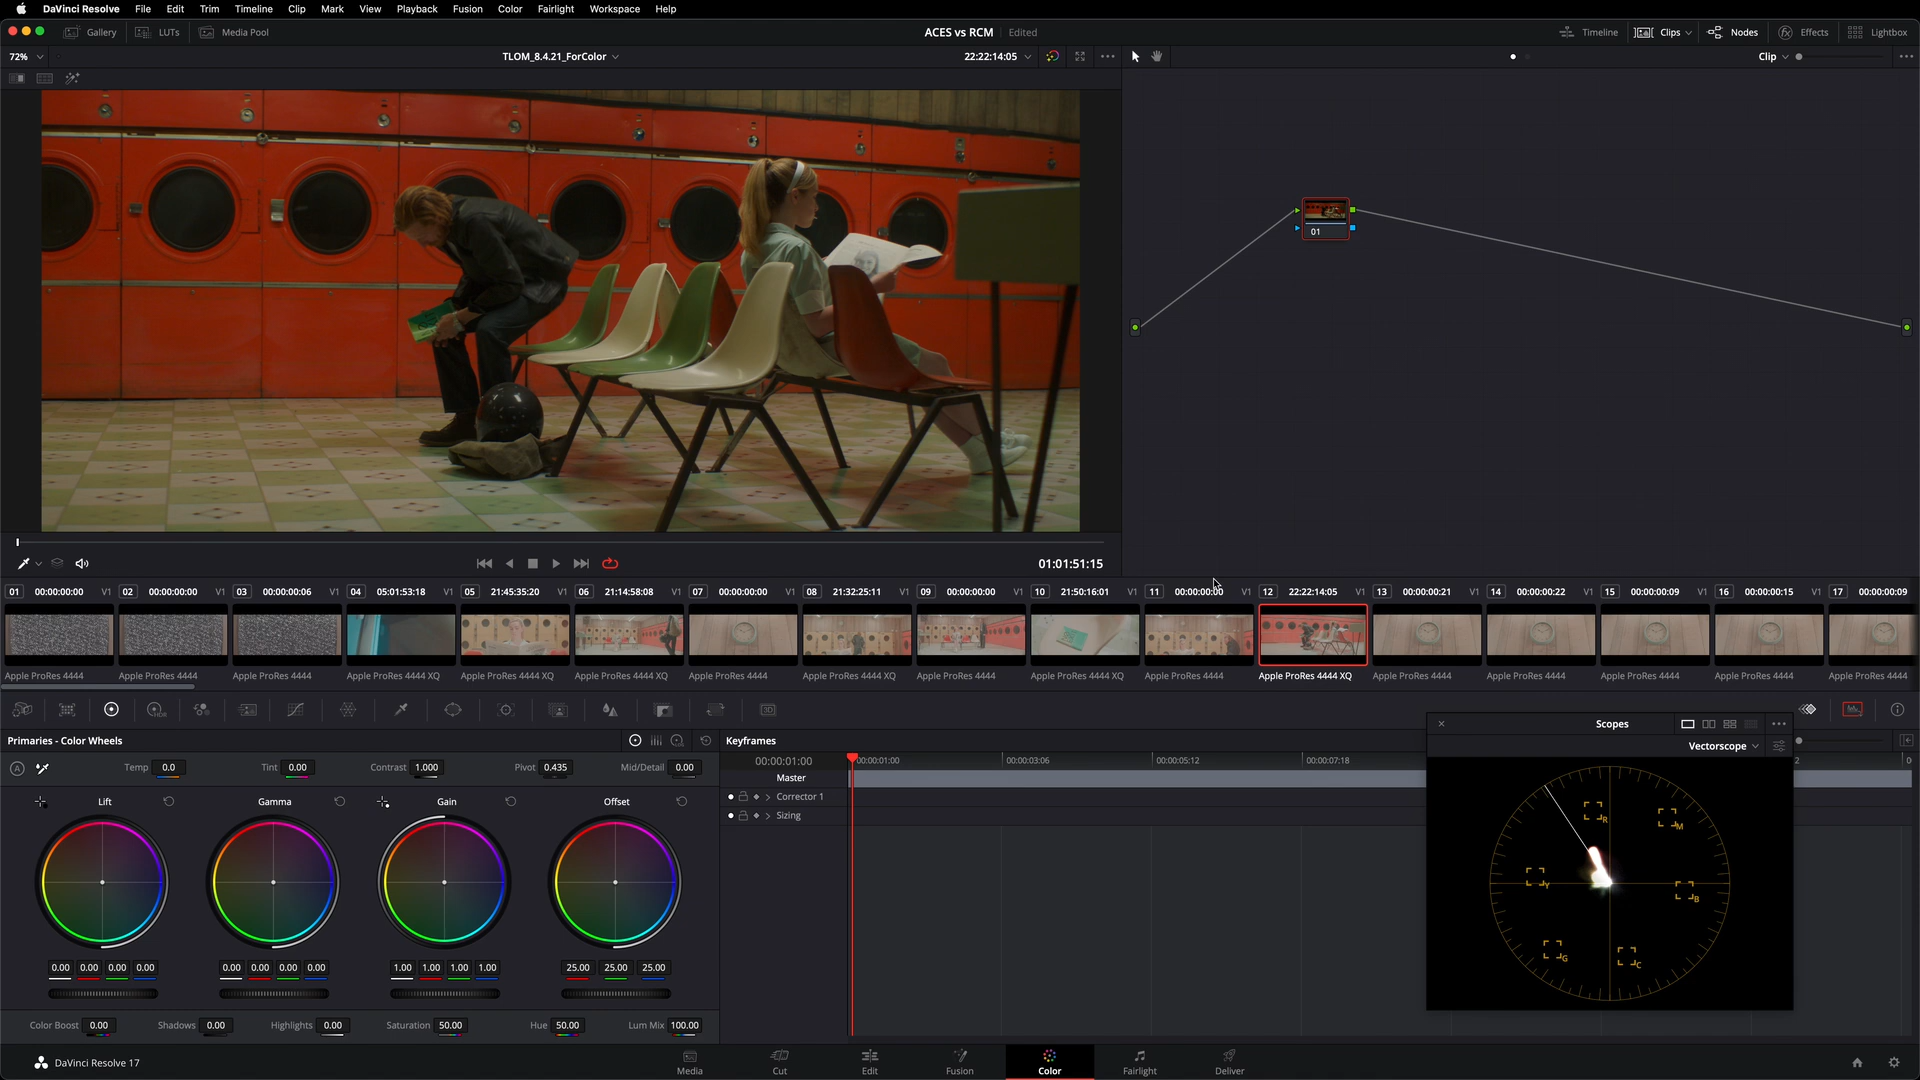 DaVinci Resolve File Edit Trim Timeline Clip Mark View Playback Fusion Color Fairlight Workspace Help
Gallery LUTs Media Pool ACES vs RCM Edited Timeline Clips Nodes Effects Lightbox
72% TLOM_8.4.21_ForColor 22:22:14:05 Clip
01
01:01:51:15
01 00:00:00:00 V1 02 00:00:00:00 V1 03 00:00:00:06 V1 04 05:01:53:18 V1 05 21:45:35:20 V1 06 21:14:58:08 V1 07 00:00:00:00 V1 08 21:32:25:11 V1 09 00:00:00:00 V1 10 21:50:16:01 V1 11 00:00:00:00 V1 12 22:22:14:05 V1 13 00:00:00:21 V1 14 00:00:00:22 V1 15 00:00:00:09 V1 16 00:00:00:15 V1 17 00:00:00:09
Apple ProRes 4444 Apple ProRes 4444 Apple ProRes 4444 Apple ProRes 4444 XQ Apple ProRes 4444 XQ Apple ProRes 4444 XQ Apple ProRes 4444 Apple ProRes 4444 XQ Apple ProRes 4444 Apple ProRes 4444 XQ Apple ProRes 4444 Apple ProRes 4444 XQ Apple ProRes 4444 Apple ProRes 4444 Apple ProRes 4444 Apple ProRes 4444 Apple ProRes 4444
Primaries - Color Wheels
Temp 0.0 Tint 0.00 Contrast 1.000 Pivot 0.435 Mid/Detail 0.00
Lift Gamma Gain Offset
0.00 0.00 0.00 0.00 0.00 0.00 0.00 0.00 1.00 1.00 1.00 1.00 25.00 25.00 25.00
Color Boost 0.00 Shadows 0.00 Highlights 0.00 Saturation 50.00 Hue 50.00 Lum Mix 100.00
Keyframes
00:00:01:00 00:00:01:00 00:00:03:06 00:00:05:12 00:00:07:18
Master
Corrector 1
Sizing
Scopes
Vectorscope
R
M
Y
B
G
C
DaVinci Resolve 17 Media Cut Edit Fusion Color Fairlight Deliver